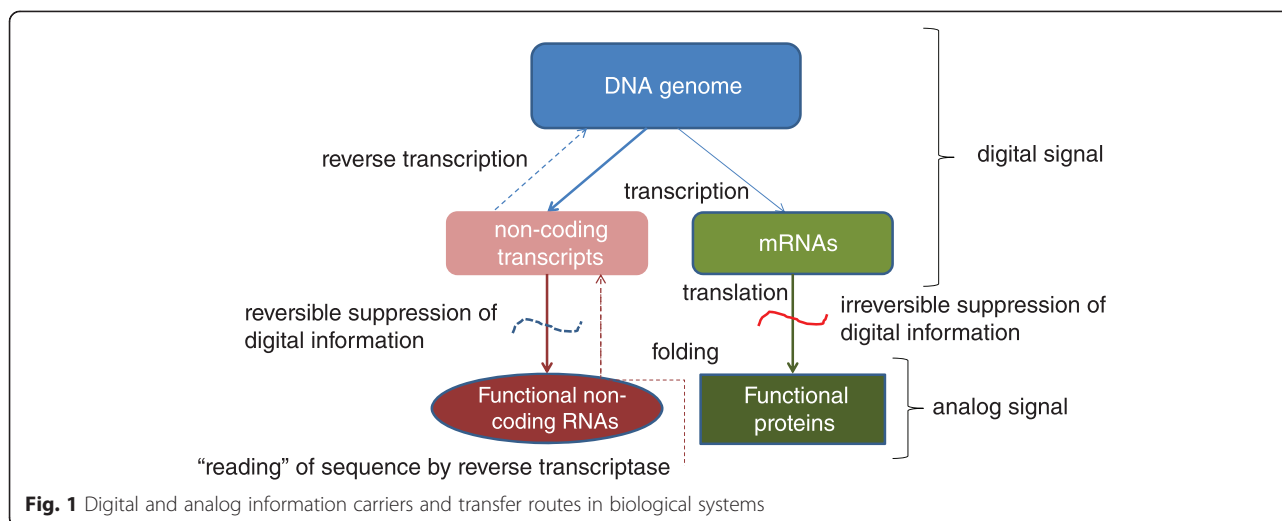 DNA genome
digital signal
reverse transcription
transcription
non-coding
transcripts
mRNAs
translation
reversible suppression of
digital information
irreversible suppression of
digital information
folding
Functional non-
coding RNAs
Functional
proteins
analog signal
“reading” of sequence by reverse transcriptase
Fig. 1 Digital and analog information carriers and transfer routes in biological systems